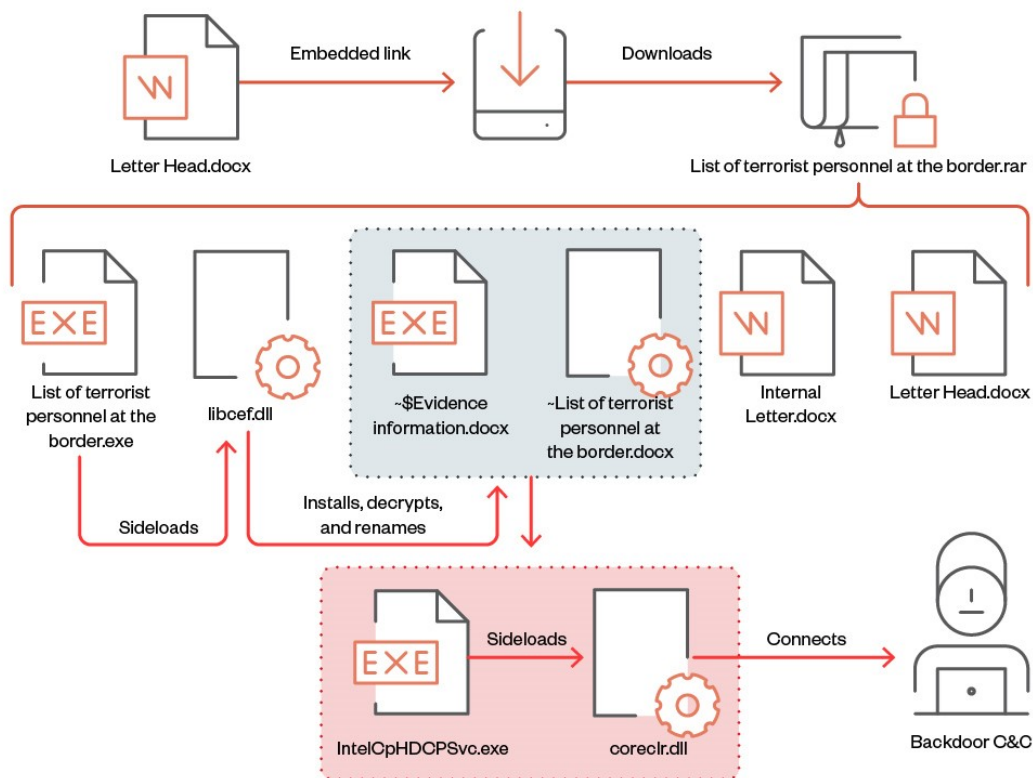 Embedded link
Downloads
W
Letter Head.docx
List of terrorist personnel at the border.rar
EXE
List of terrorist
personnel at the
border.exe
libcef.dll
EXE
~$Evidence
information.docx
~List of terrorist
personnel at
the border.docx
W
Internal
Letter.docx
W
Letter Head.docx
Sideloads
Installs, decrypts,
and renames
EXE
Sideloads
Connects
IntelCpHDCPSvc.exe
coreclr.dll
Backdoor C&C